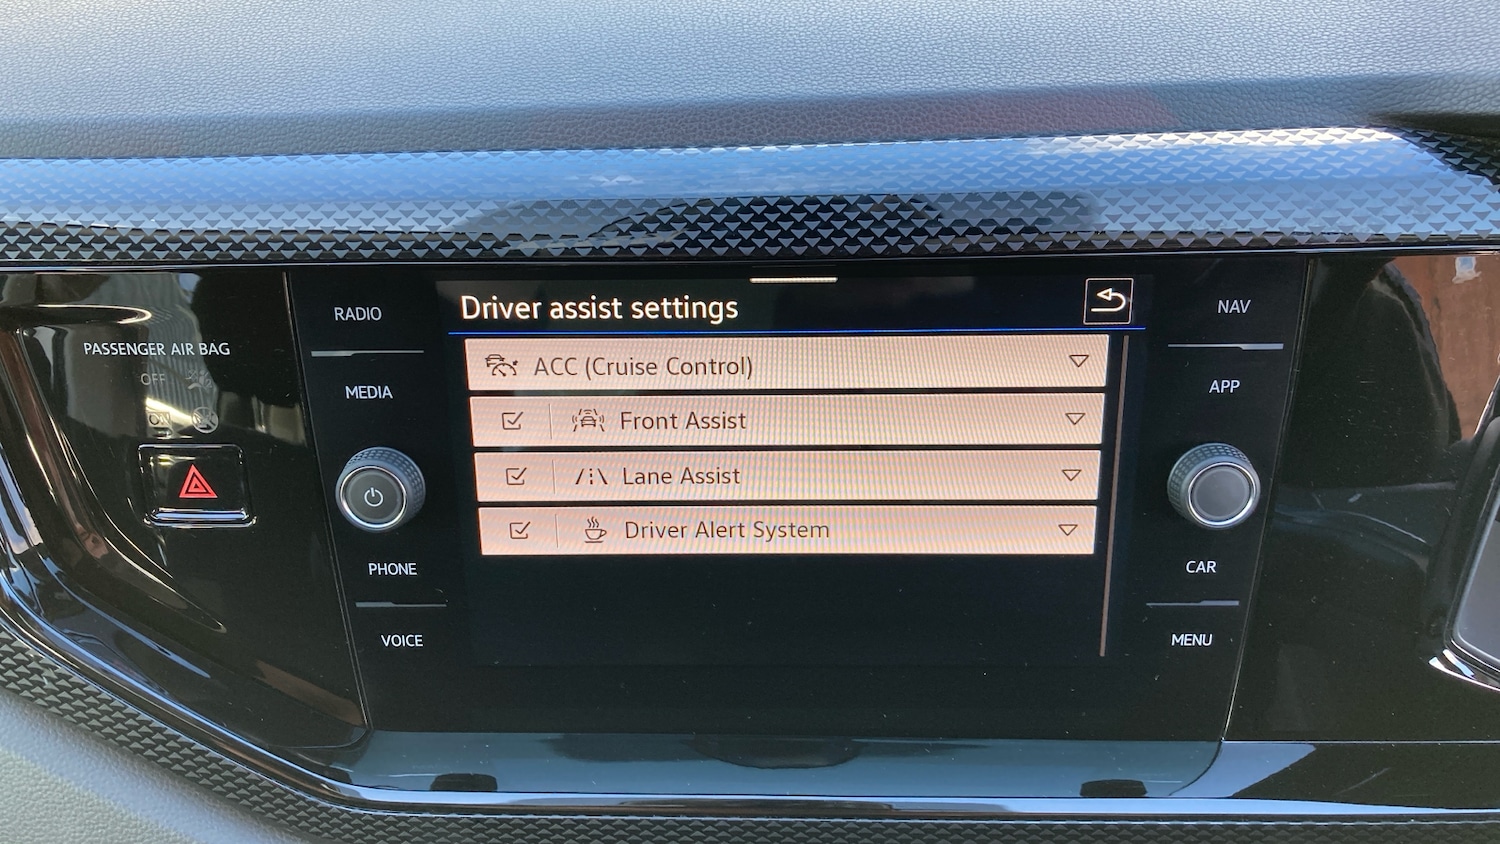 RADIO
MEDIA
PHONE
VOICE
PASSENGER AIR BAG
OFF
ON
Driver assist settings
ACC (Cruise Control)
Front Assist
Lane Assist
Driver Alert System
NAV
APP
CAR
MENU